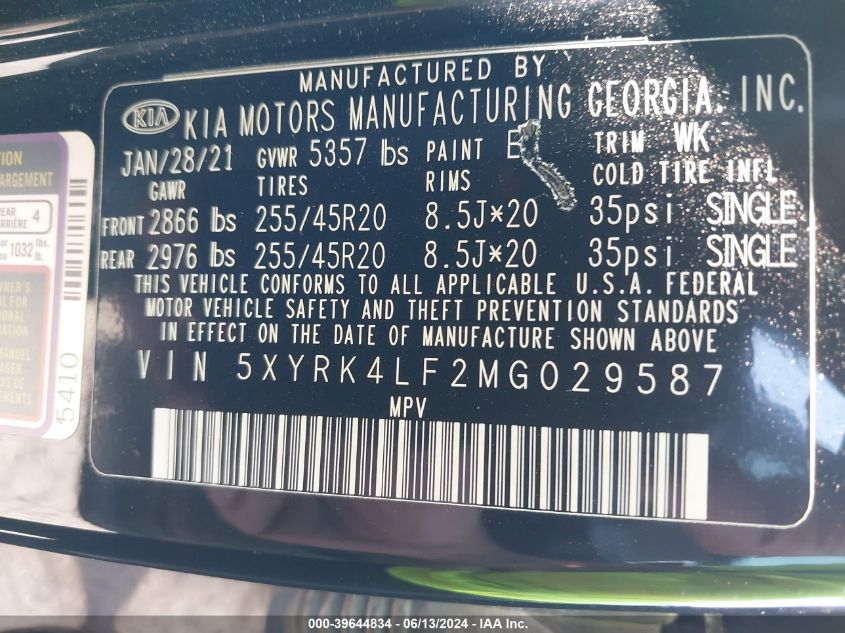 MANUFACTURED BY
KIA KIA MOTORS MANUFACTURING GEORGIA, INC.
JAN/28/21 GVWR 5357 lbs PAINT TRIM WK
GAWR TIRES RIMS COLD TIRE INFL
FRONT 2866 lbs 255/45R20 8.5J*20 35psi SINGLE
REAR 2976 lbs 255/45R20 8.5J*20 35psi SINGLE
THIS VEHICLE CONFORMS TO ALL APPLICABLE U.S.A. FEDERAL
MOTOR VEHICLE SAFETY AND THEFT PREVENTION STANDARDS
IN EFFECT ON THE DATE OF MANUFACTURE SHOWN ABOVE
VIN 5XYRK4LF2MG029587
MPV
4
1032 lbs.
5410
000-39644834 - 06/13/2024 - IAA Inc.